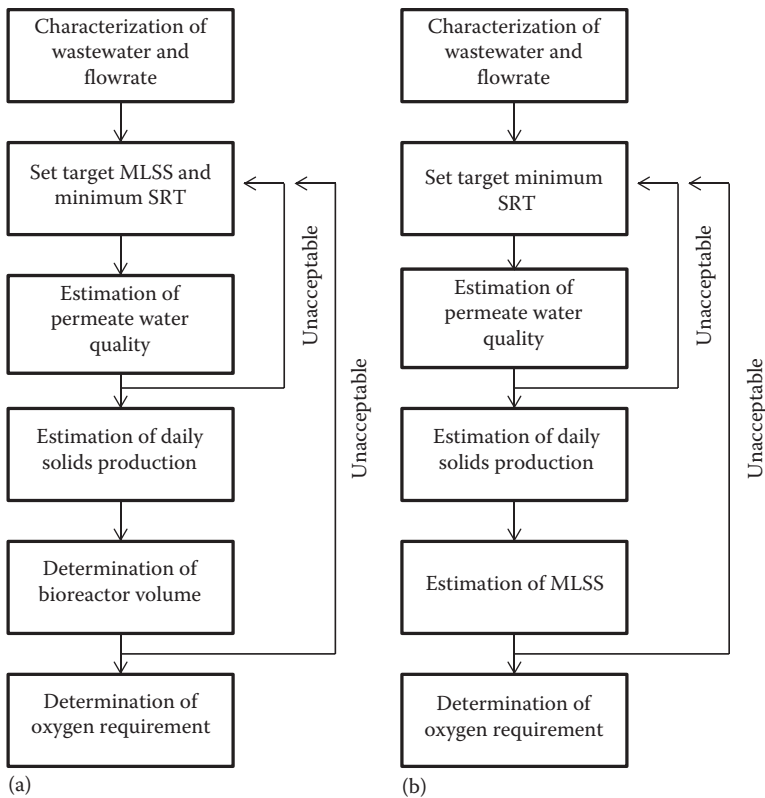 Characterization of
wastewater and
flowrate
Set target MLSS and
minimum SRT
Estimation of
permeate water
quality
Estimation of daily
solids production
Determination of
bioreactor volume
Determination of
oxygen requirement
Unacceptable
Unacceptable
(a)
Characterization of
wastewater and
flowrate
Set target minimum
SRT
Estimation of
permeate water
quality
Estimation of daily
solids production
Estimation of MLSS
Determination of
oxygen requirement
Unacceptable
Unacceptable
(b)